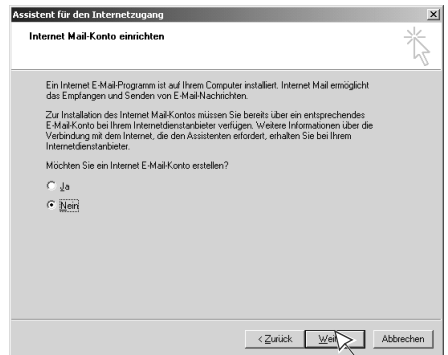 Assistent für den Internetzugang
Internet Mail-Konto einrichten
Ein Internet E-Mail-Programm ist auf Ihrem Computer installiert. Internet Mail ermöglicht
das Empfangen und Senden von E-Mail-Nachrichten.
Zur Installation des Internet Mail-Kontos müssen Sie bereits über ein entsprechendes
E-Mail-Konto bei Ihrem Internetdienstanbieter verfügen. Weitere Informationen über die
Verbindung mit dem Internet, die den Assistenten erfordert, erhalten Sie bei Ihrem
Internetdienstanbieter.
Möchten Sie ein Internet E-Mail-Konto erstellen?
Ja
Nein
< Zurück Wei Abbrechen